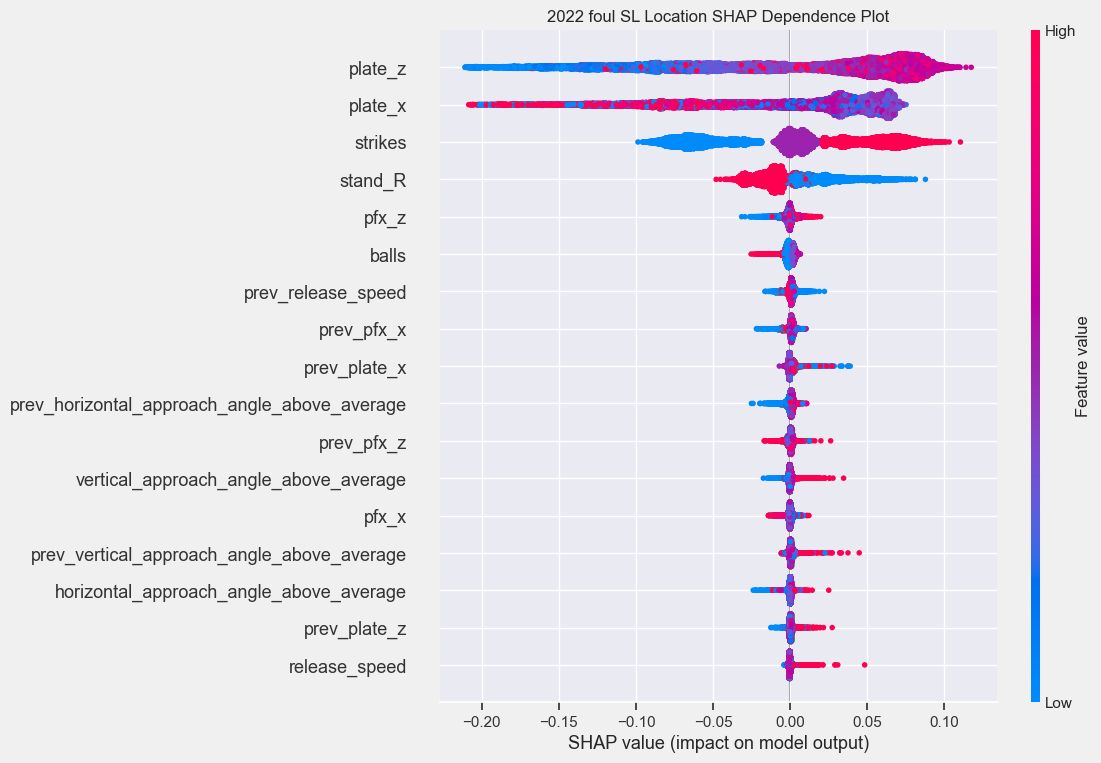 2022 foul SL Location SHAP Dependence Plot
High
plate_z
plate_x
strikes
stand_R
pfx_z
balls
prev_release_speed
prev_pfx_x
prev_plate_x
prev_horizontal_approach_angle_above_average
prev_pfx_z
vertical_approach_angle_above_average
pfx_x
prev_vertical_approach_angle_above_average
horizontal_approach_angle_above_average
prev_plate_z
release_speed
Feature value
Low
−0.20 −0.15 −0.10 −0.05 0.00 0.05 0.10
SHAP value (impact on model output)